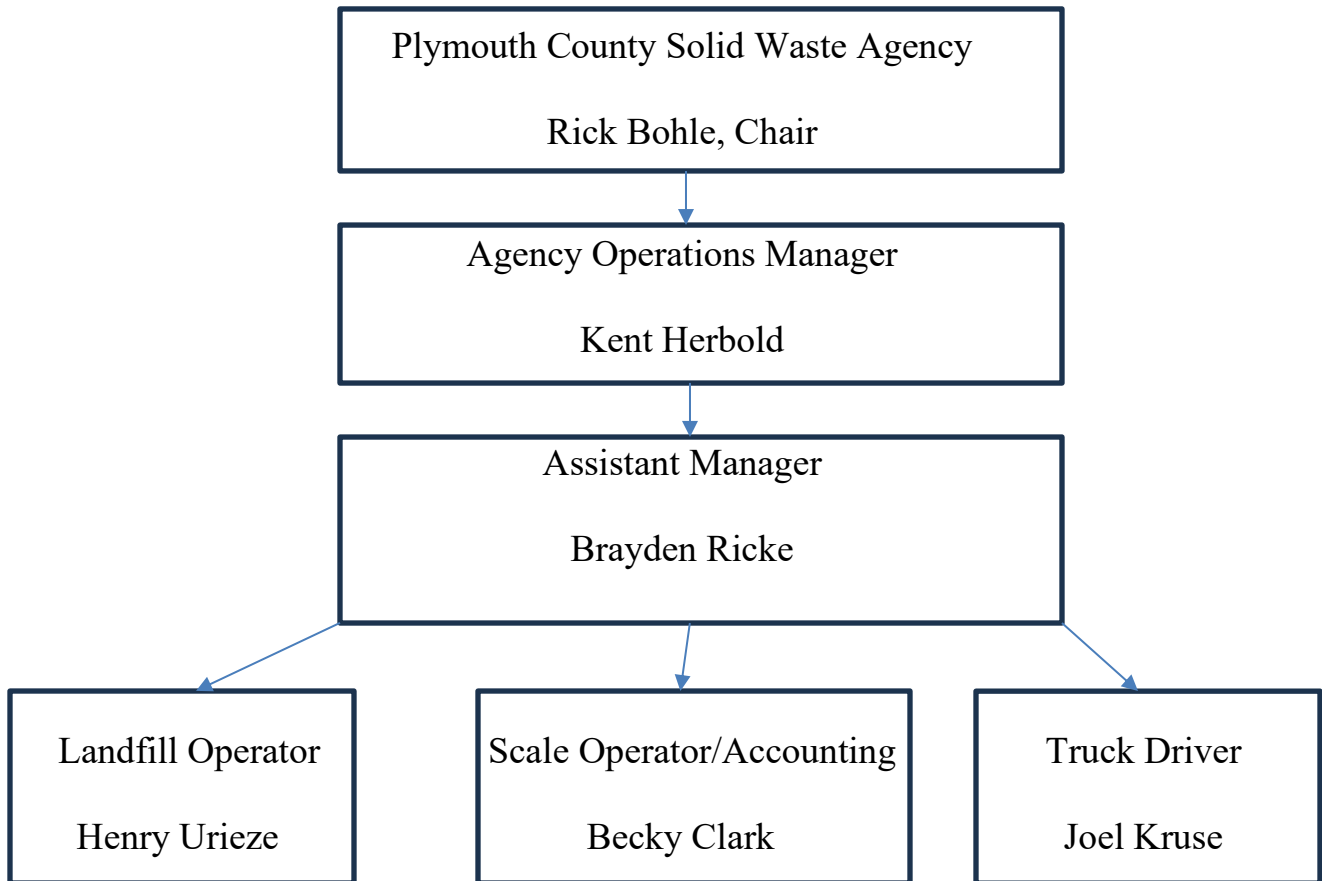 Plymouth County Solid Waste Agency
Rick Bohle, Chair
Agency Operations Manager
Kent Herbold
Assistant Manager
Brayden Ricke
Landfill Operator
Henry Urieze
Scale Operator/Accounting
Becky Clark
Truck Driver
Joel Kruse